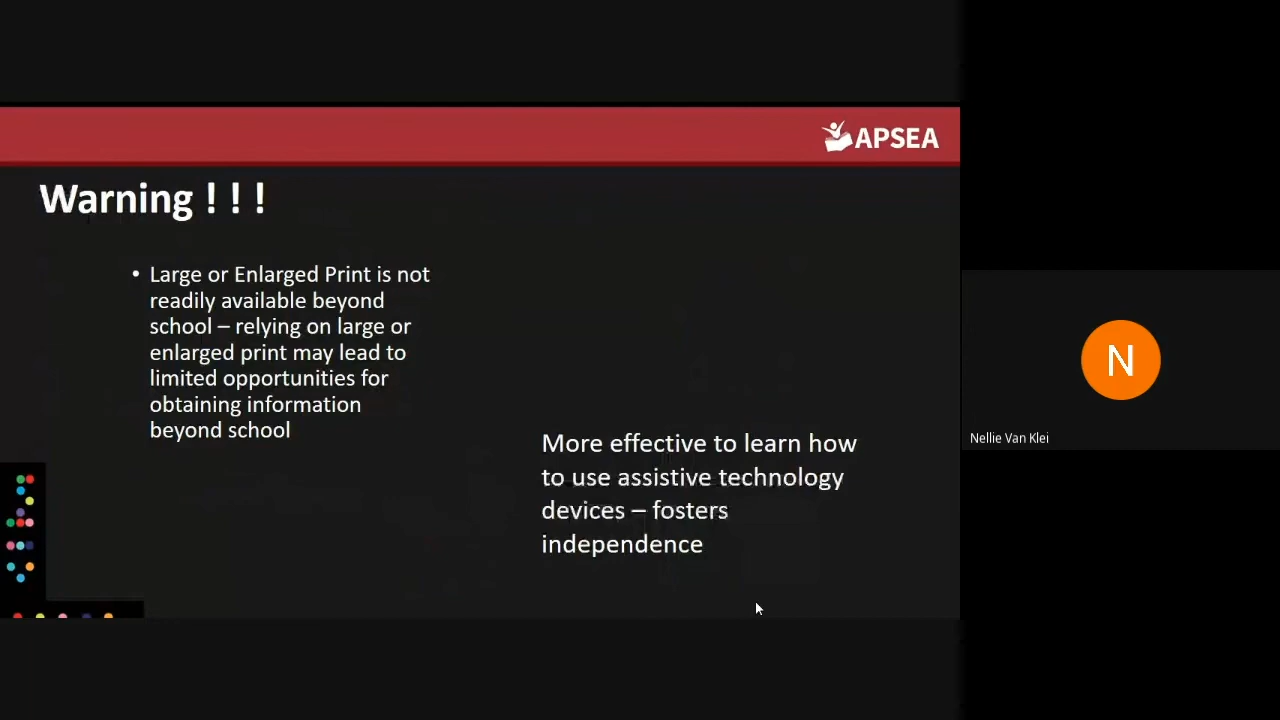 APSEA
Warning ! ! !
• Large or Enlarged Print is not
readily available beyond
school – relying on large or
enlarged print may lead to
limited opportunities for
obtaining information
beyond school
More effective to learn how
to use assistive technology
devices – fosters
independence
N
Nellie Van Klei